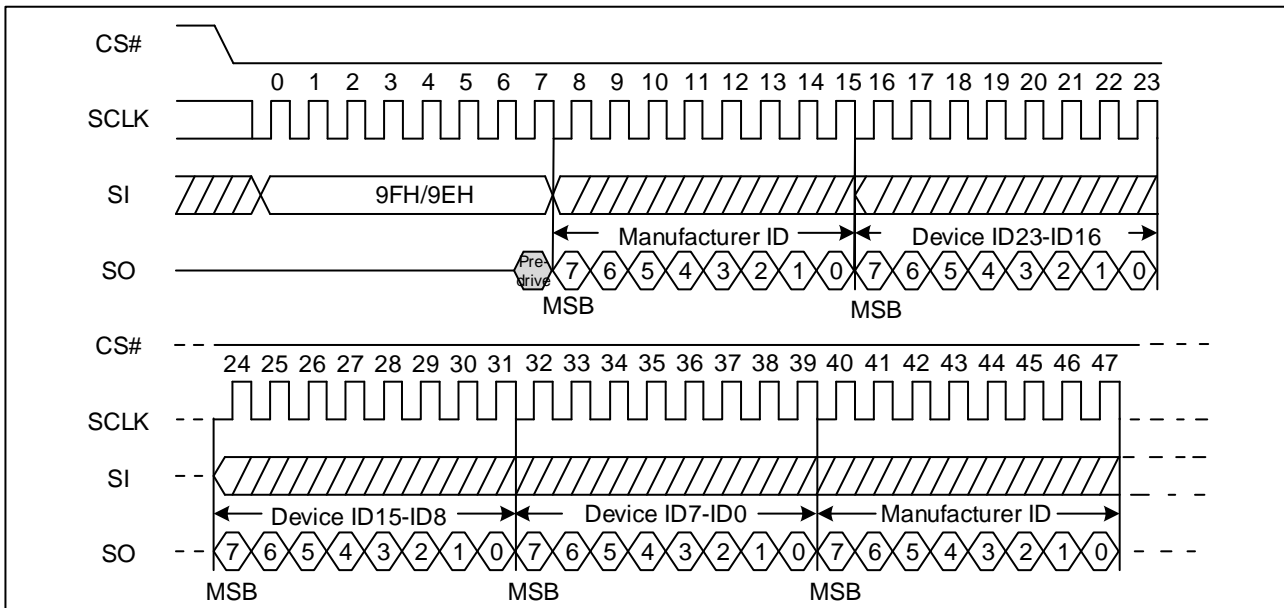 CS#
0 1 2 3 4 5 6 7 8 9 10 11 12 13 14 15 16 17 18 19 20 21 22 23
SCLK
SI 9FH/9EH
Manufacturer ID Device ID23-ID16
SO Pre-drive 7 6 5 4 3 2 1 0 7 6 5 4 3 2 1 0
MSB MSB
CS#
24 25 26 27 28 29 30 31 32 33 34 35 36 37 38 39 40 41 42 43 44 45 46 47
SCLK
SI
Device ID15-ID8 Device ID7-ID0 Manufacturer ID
SO 7 6 5 4 3 2 1 0 7 6 5 4 3 2 1 0 7 6 5 4 3 2 1 0
MSB MSB MSB